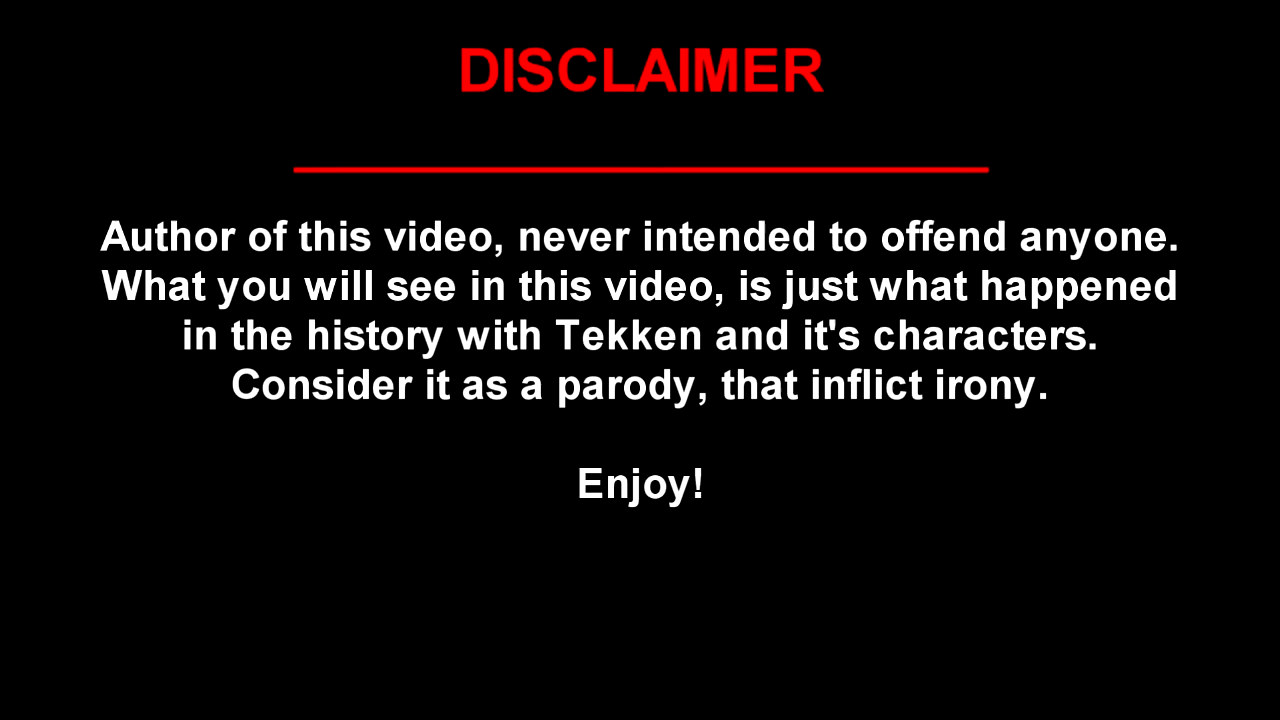 DISCLAIMER
Author of this video, never intended to offend anyone.
What you will see in this video, is just what happened
in the history with Tekken and it's characters.
Consider it as a parody, that inflict irony.
Enjoy!